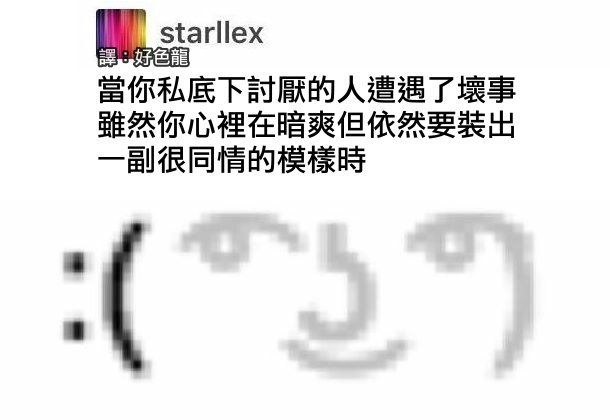 starllex
譯：好色龍
當你私底下討厭的人遭遇了壞事
雖然你心裡在暗爽但依然要裝出
一副很同情的模樣時
:( ͡° ͜ʖ ͡°)